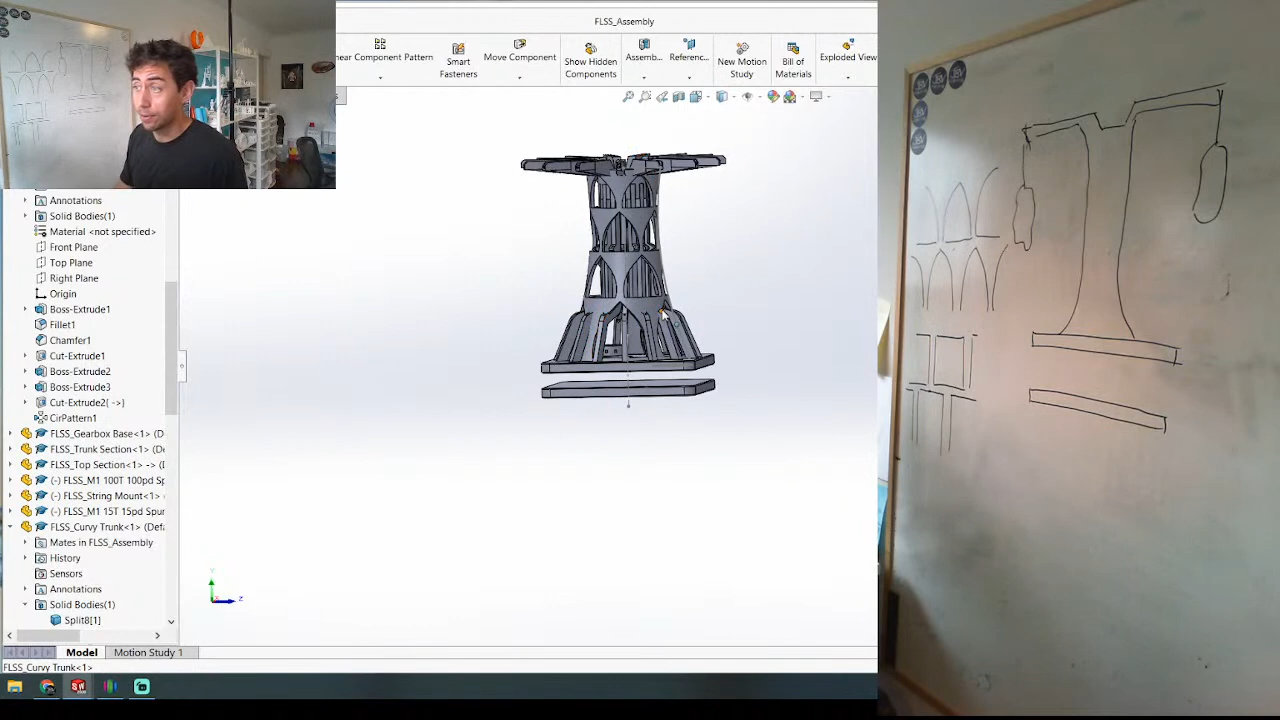 FLSS_Assembly
near Component Pattern
Smart
Fasteners
Move Component
Show Hidden
Components
Assemb...
Referenc...
New Motion
Study
Bill of
Materials
Exploded View
Annotations
Solid Bodies(1)
Material <not specified>
Front Plane
Top Plane
Right Plane
Origin
Boss-Extrude1
Fillet1
Chamfer1
Cut-Extrude1
Boss-Extrude2
Boss-Extrude3
Cut-Extrude2( ->)
CirPattern1
FLSS_Gearbox Base<1> (D
FLSS_Trunk Section<1> (De
FLSS_Top Section<1> -> (D
(-) FLSS_M1 100T 100pd Sp
(-) FLSS_String Mount<1> (
(-) FLSS_M1 15T 15pd Spur
FLSS_Curvy Trunk<1> (Defa
Mates in FLSS_Assembly
History
Sensors
Annotations
Solid Bodies(1)
Split8[1]
Y
Z
Model
Motion Study 1
FLSS_Curvy Trunk<1>
SW